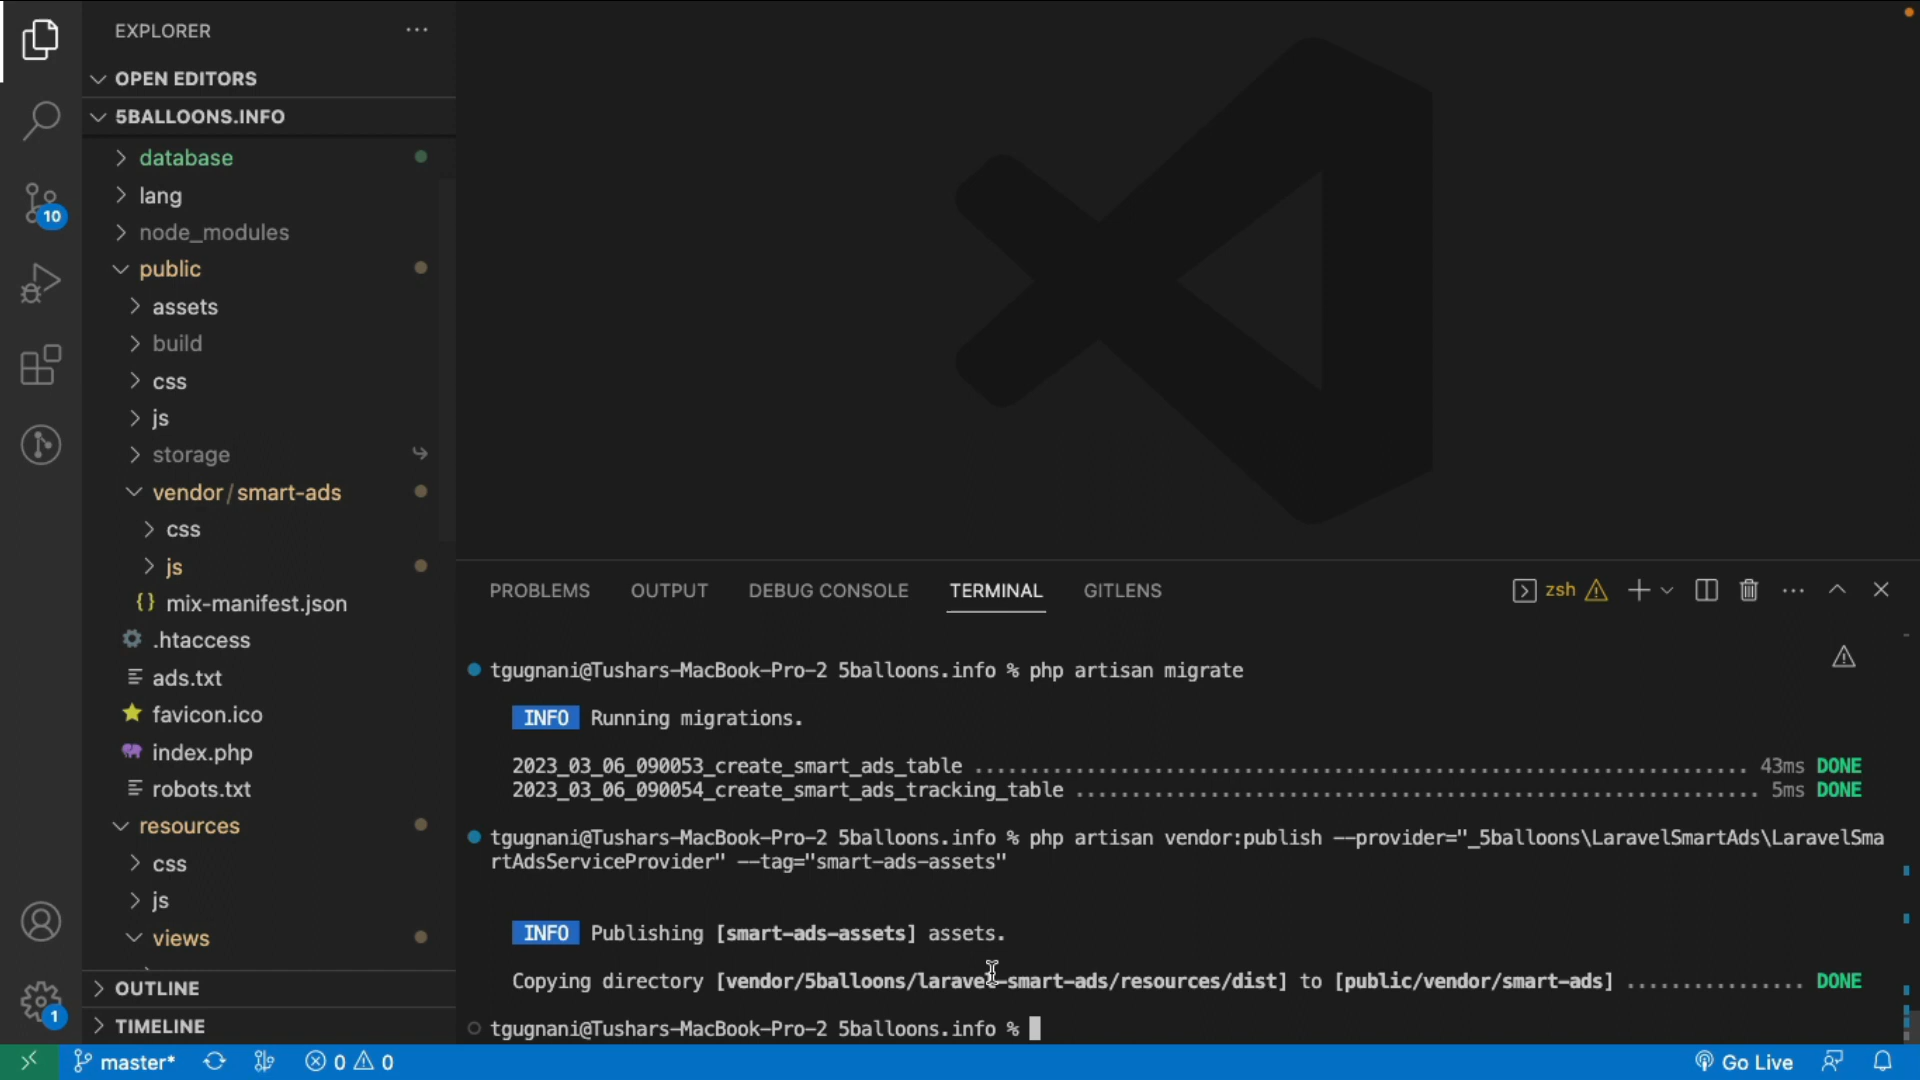 EXPLORER
OPEN EDITORS
5BALLOONS.INFO
database
lang
node_modules
public
assets
build
css
js
storage
vendor / smart-ads
css
js
{} mix-manifest.json
.htaccess
ads.txt
favicon.ico
index.php
robots.txt
resources
css
js
views
OUTLINE
TIMELINE
10
1
PROBLEMS OUTPUT DEBUG CONSOLE TERMINAL GITLENS
zsh
tgugnani@Tushars-MacBook-Pro-2 5balloons.info % php artisan migrate
INFO Running migrations.
2023_03_06_090053_create_smart_ads_table ..................................................................... 43ms DONE
2023_03_06_090054_create_smart_ads_tracking_table ............................................................. 5ms DONE
tgugnani@Tushars-MacBook-Pro-2 5balloons.info % php artisan vendor:publish --provider="_5balloons\LaravelSmartAds\LaravelSma
rtAdsServiceProvider" --tag="smart-ads-assets"
INFO Publishing [smart-ads-assets] assets.
Copying directory [vendor/5balloons/laravel-smart-ads/resources/dist] to [public/vendor/smart-ads] ................ DONE
tgugnani@Tushars-MacBook-Pro-2 5balloons.info %
master* 0 0 Go Live